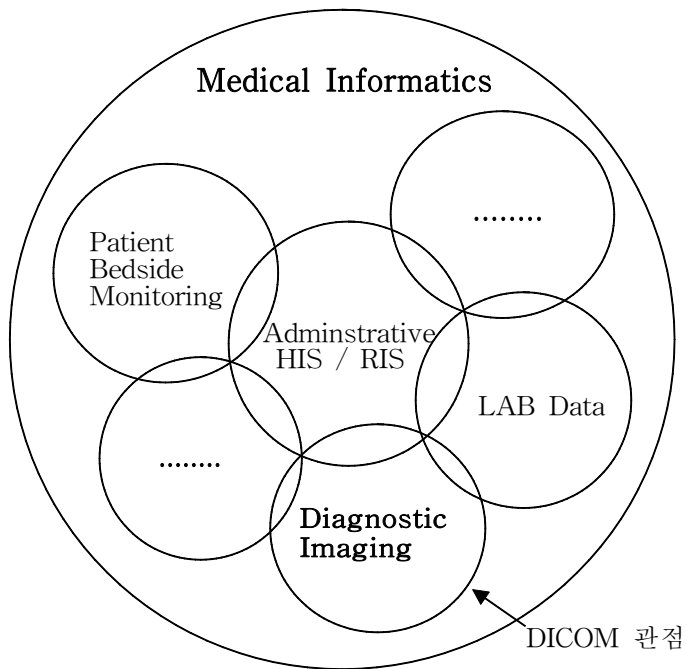 Medical Informatics
........
Patient
Bedside
Monitoring
Adminstrative
HIS / RIS
LAB Data
........
Diagnostic
Imaging
DICOM 관점